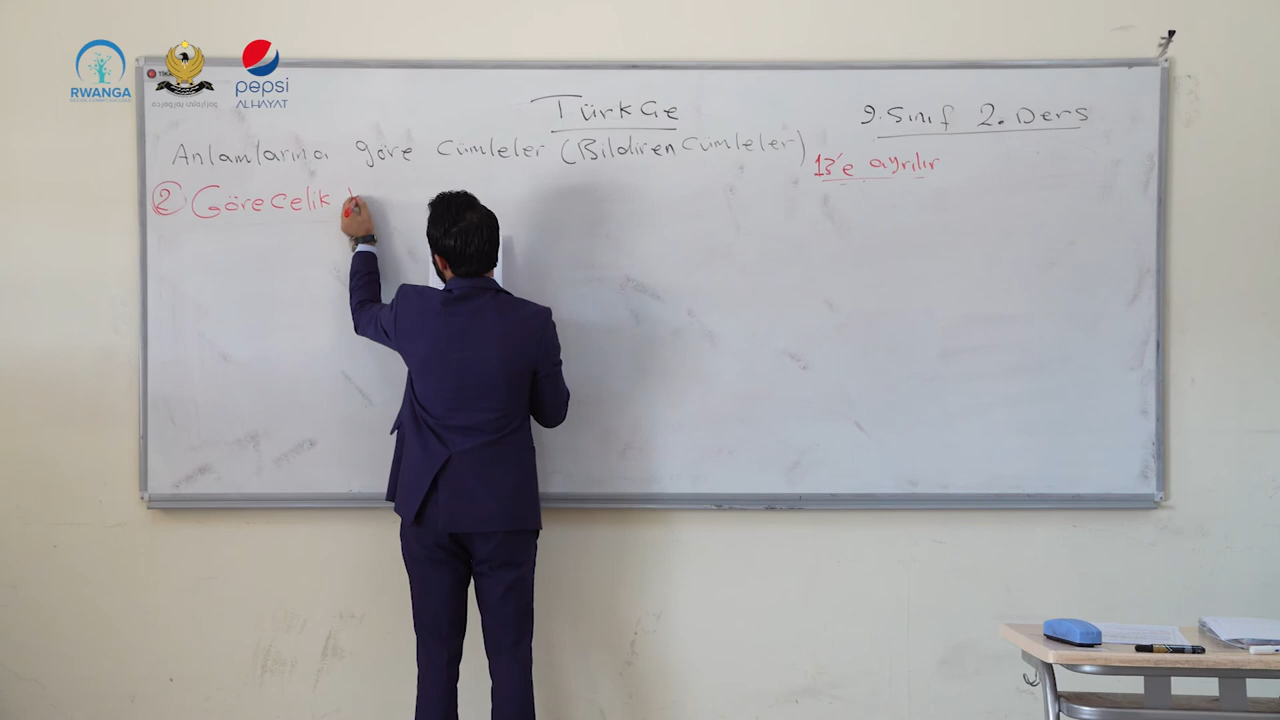 RWANGA
pepsi
ALHAYAT
Türkçe
9. Sınıf 2. Ders
Anlamlarına göre Cümleler (Bildiren Cümleler)
13'e ayrılır
② Görecelik